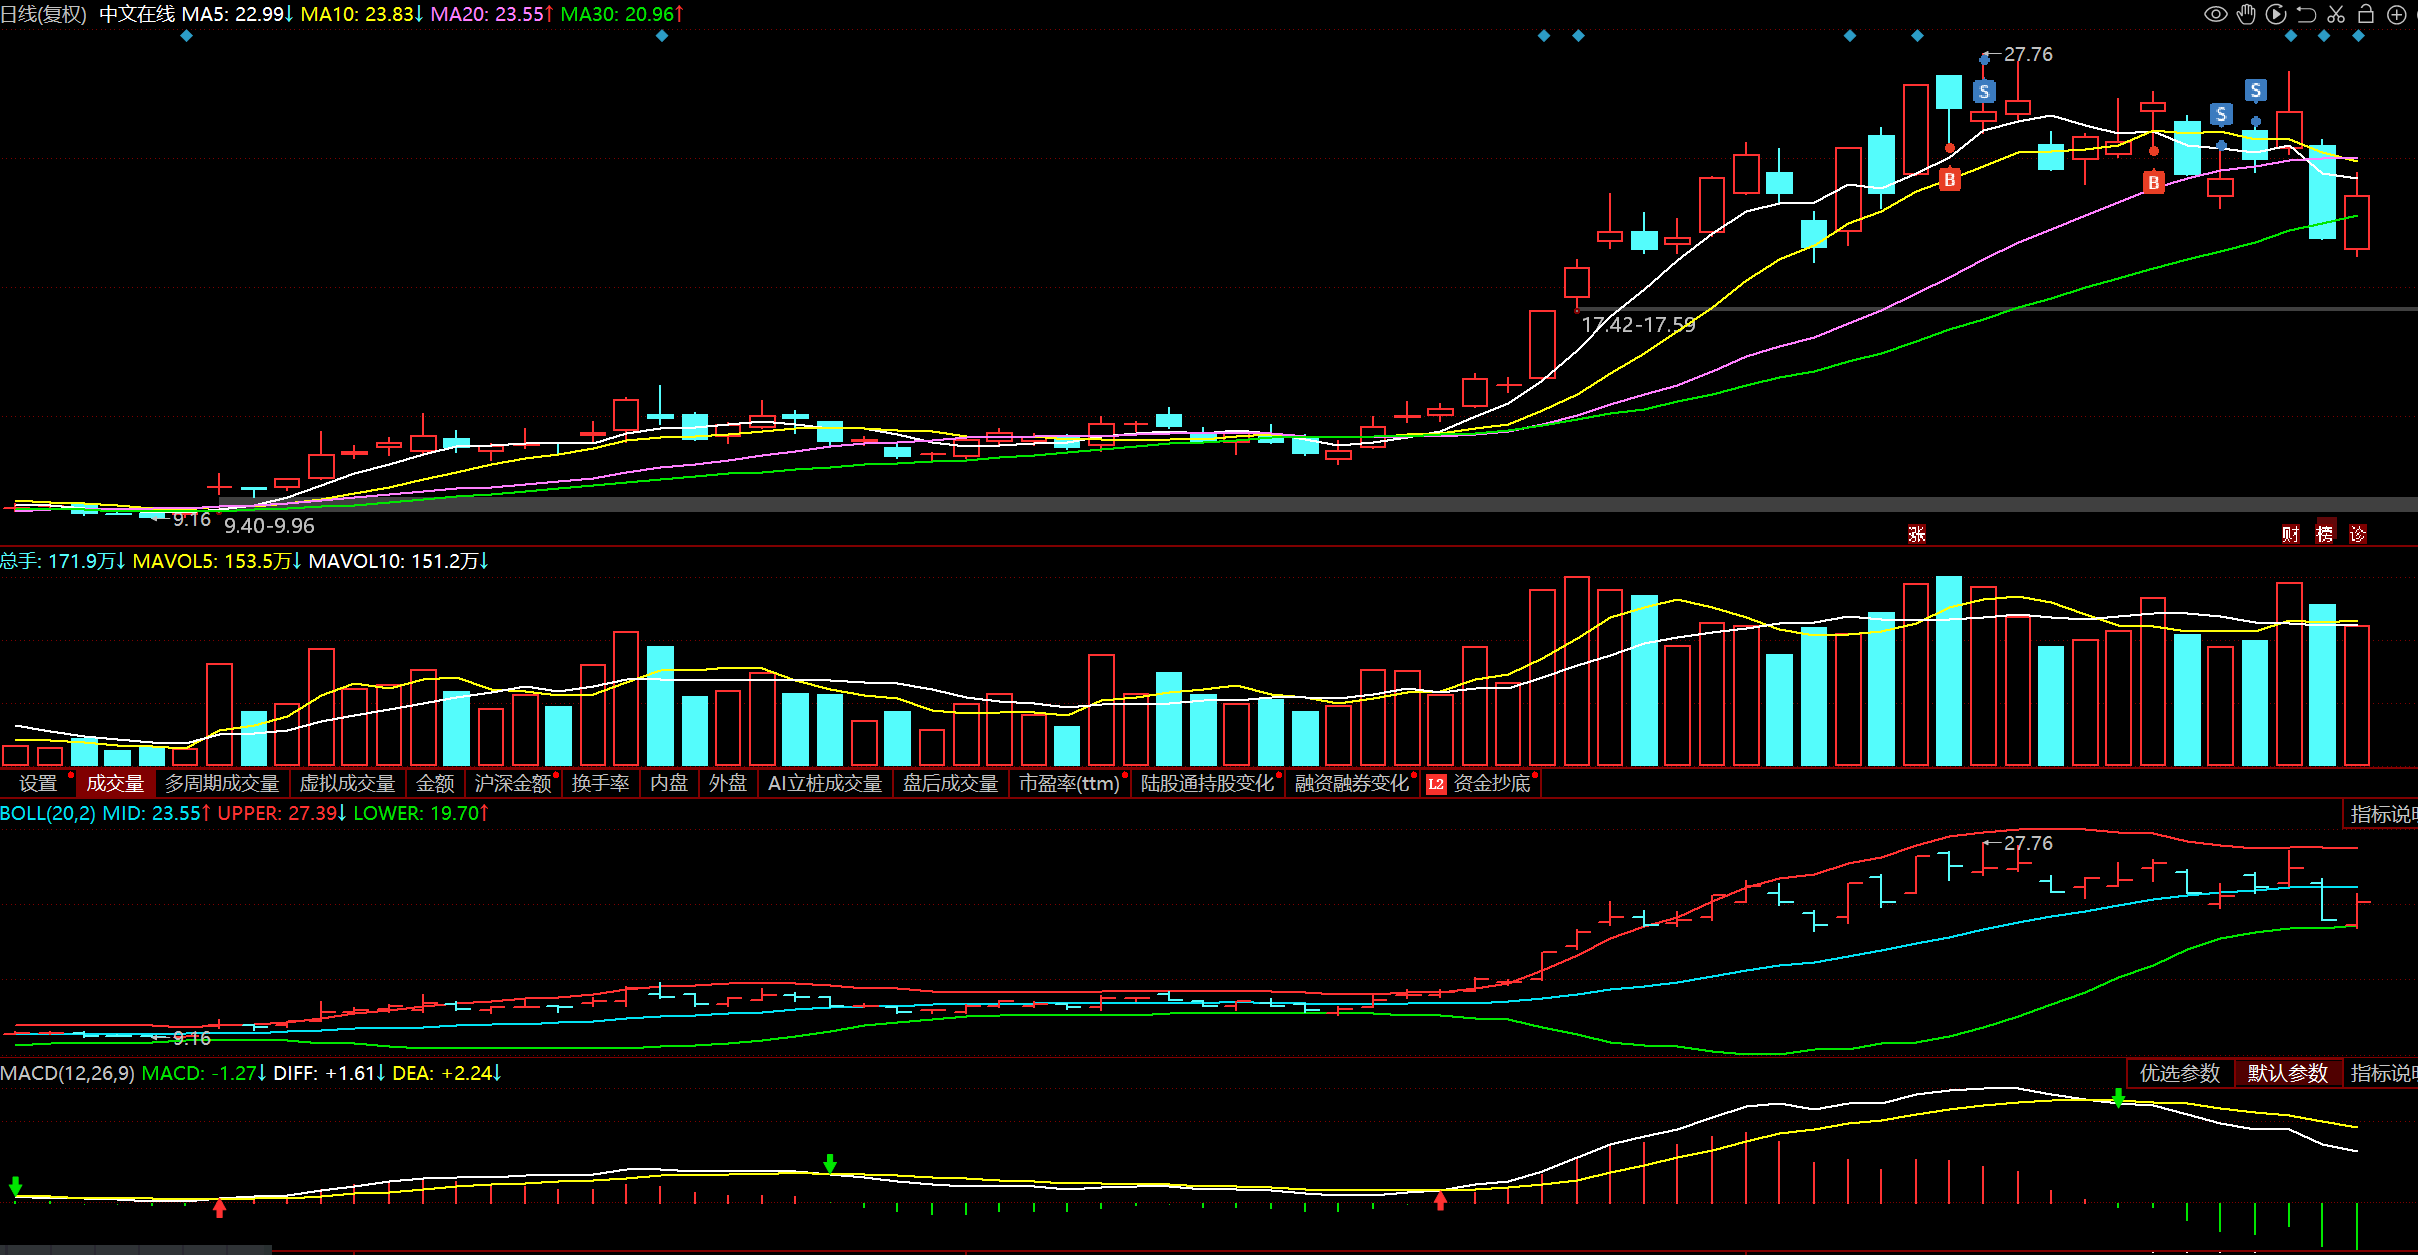 日线(复权) 中文在线 MA5: 22.99↓ MA10: 23.83↓ MA20: 23.55↑ MA30: 20.96↑
27.76
S
S
S
B
B
17.42-17.59
9.16
9.40-9.96
涨 财 榜 诊
总手: 171.9万↓ MAVOL5: 153.5万↓ MAVOL10: 151.2万↓
设置 成交量 多周期成交量 虚拟成交量 金额 沪深金额 换手率 内盘 外盘 AI立桩成交量 盘后成交量 市盈率(ttm) 陆股通持股变化 融资融券变化 L2 资金抄底
BOLL(20,2) MID: 23.55↑ UPPER: 27.39↓ LOWER: 19.70↑ 指标说明
27.76
9.16
MACD(12,26,9) MACD: -1.27↓ DIFF: +1.61↓ DEA: +2.24↓ 优选参数 默认参数 指标说明